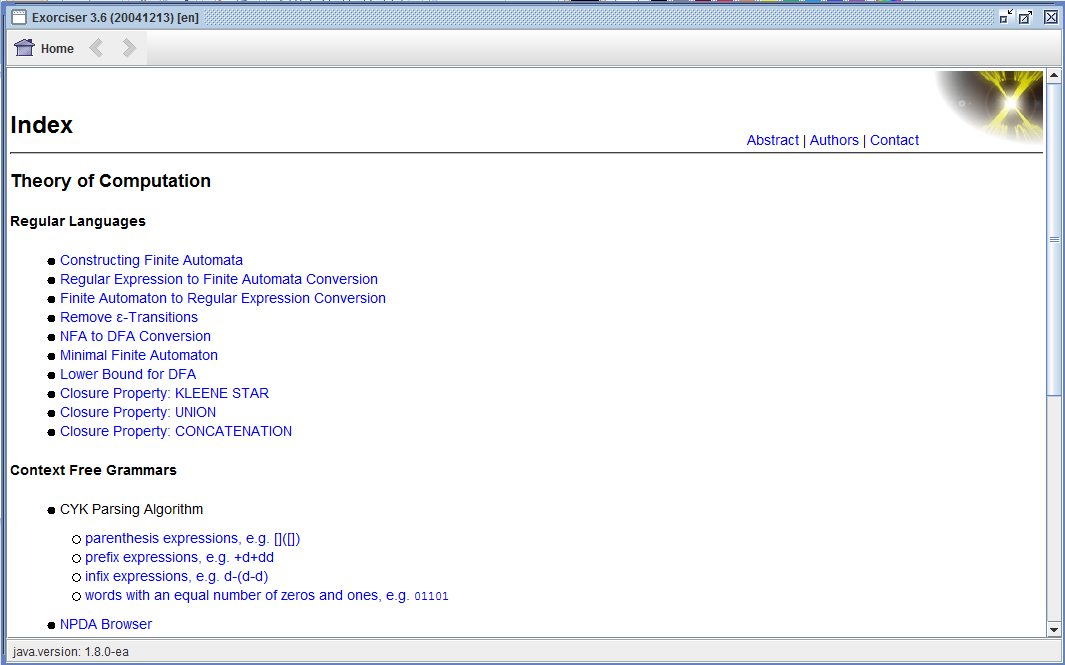 Exorciser 3.6 (20041213) [en]
Home
Index
Abstract | Authors | Contact
Theory of Computation
Regular Languages
Constructing Finite Automata
Regular Expression to Finite Automata Conversion
Finite Automaton to Regular Expression Conversion
Remove ε-Transitions
NFA to DFA Conversion
Minimal Finite Automaton
Lower Bound for DFA
Closure Property: KLEENE STAR
Closure Property: UNION
Closure Property: CONCATENATION
Context Free Grammars
CYK Parsing Algorithm
parenthesis expressions, e.g. []([])
prefix expressions, e.g. +d+dd
infix expressions, e.g. d-(d-d)
words with an equal number of zeros and ones, e.g. 01101
NPDA Browser
java.version: 1.8.0-ea